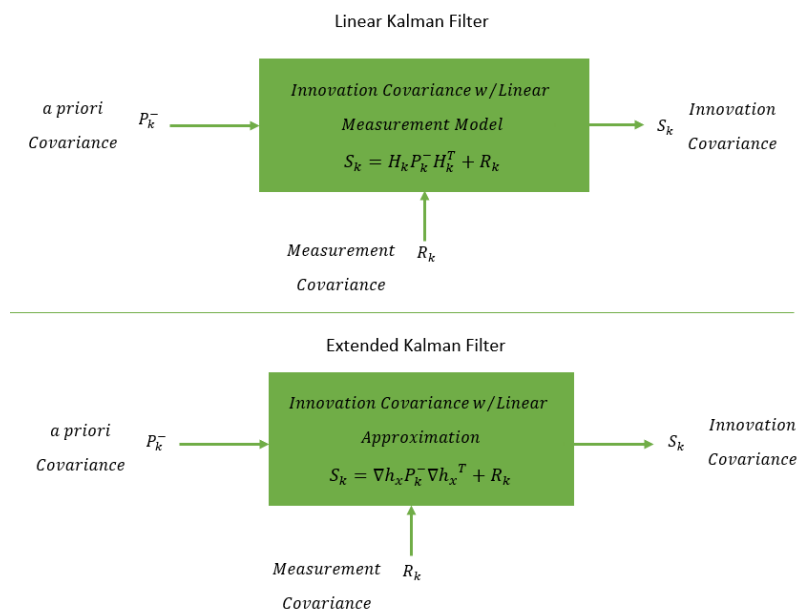 Linear Kalman Filter
a priori
Covariance
P_k^-
Innovation Covariance w/Linear
Measurement Model
S_k = H_k P_k^- H_k^T + R_k
S_k
Innovation
Covariance
Measurement
Covariance
R_k
Extended Kalman Filter
a priori
Covariance
P_k^-
Innovation Covariance w/Linear
Approximation
S_k = ∇h_x P_k^- ∇h_x^T + R_k
S_k
Innovation
Covariance
Measurement
Covariance
R_k